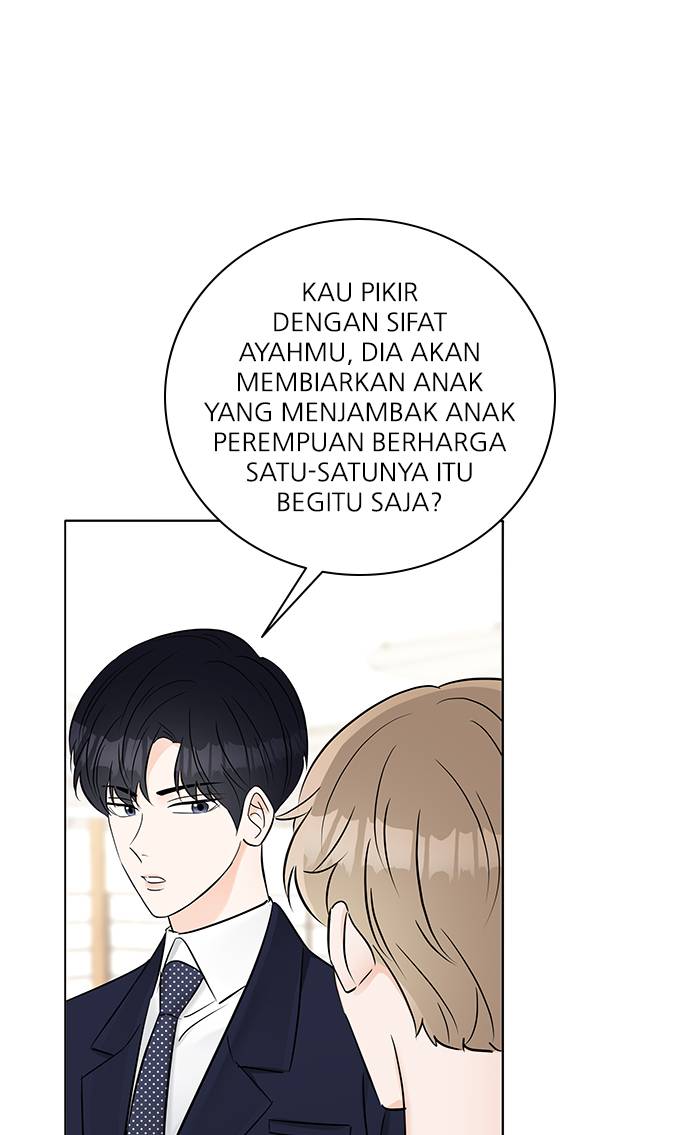 KAU PIKIR
DENGAN SIFAT
AYAHMU, DIA AKAN
MEMBIARKAN ANAK
YANG MENJAMBAK ANAK
PEREMPUAN BERHARGA
SATU-SATUNYA ITU
BEGITU SAJA?